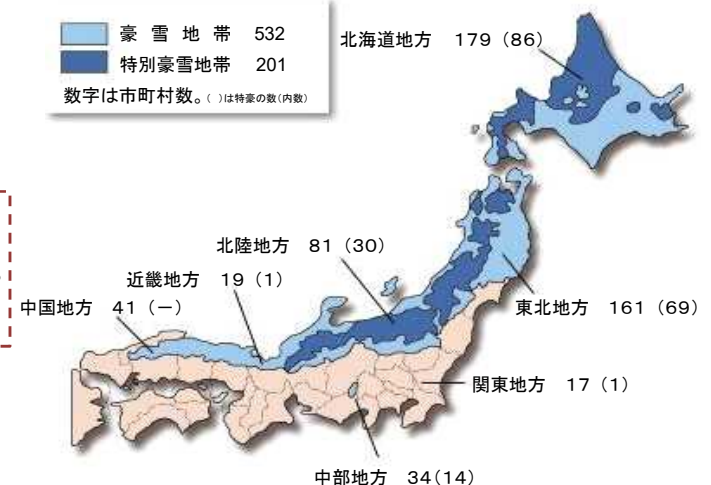 豪 雪 地 帯 532
特別豪雪地帯 201
数字は市町村数。( )は特豪の数(内数)
北海道地方 179(86)
北陸地方 81(30)
近畿地方 19(1)
中国地方 41(-)
東北地方 161(69)
関東地方 17(1)
中部地方 34(14)